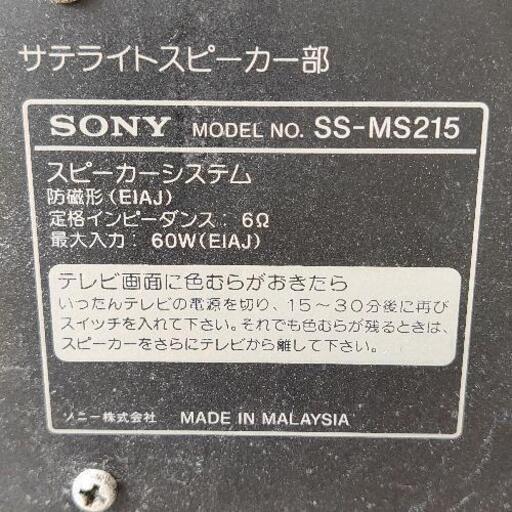 サテライトスピーカー部
SONY MODEL NO. SS-MS215
スピーカーシステム
防磁形(EIAJ)
定格インピーダンス: 6Ω
最大入力: 60W(EIAJ)
テレビ画面に色むらがおきたら
いったんテレビの電源を切り、15～30分後に再び
スイッチを入れて下さい。それでも色むらが残るときは、
スピーカーをさらにテレビから離して下さい。
ソニー株式会社 MADE IN MALAYSIA